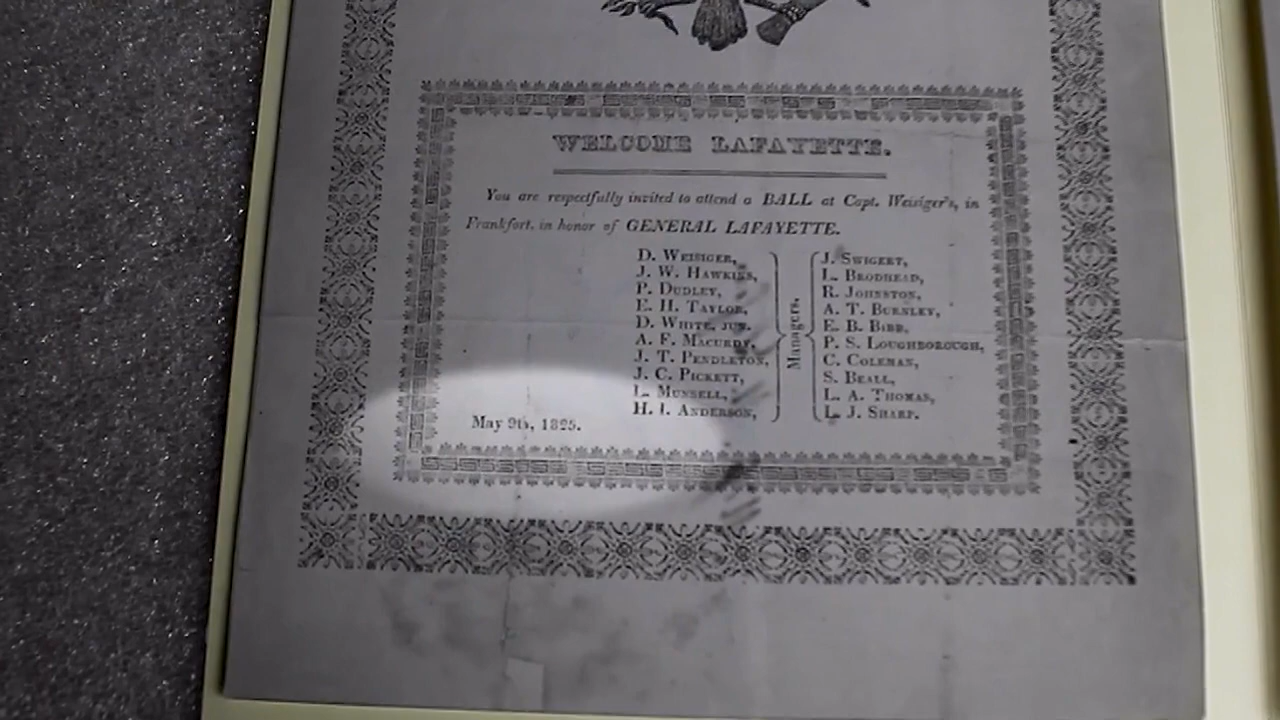 WELCOME LAFAYETTE.
You are respectfully invited to attend a BALL at Capt. Weisiger's, in
Frankfort, in honor of GENERAL LAFAYETTE.
D. WEISIGER,
J. W. HAWKINS,
P. DUDLEY,
E. H. TAYLOR,
D. WHITE, JUN.
A. F. MACURDY,
J. T. PENDLETON,
J. C. PICKETT,
L. MUNSELL,
H. I. ANDERSON,
Managers.
J. SWIGERT,
L. BRODHEAD,
R. JOHNSTON,
A. T. BURNLEY,
E. B. BIBB,
P. S. LOUGHBOROUGH,
C. COLEMAN,
S. BEALL,
L. A. THOMAS,
L. J. SHARP.
May 9th, 1825.